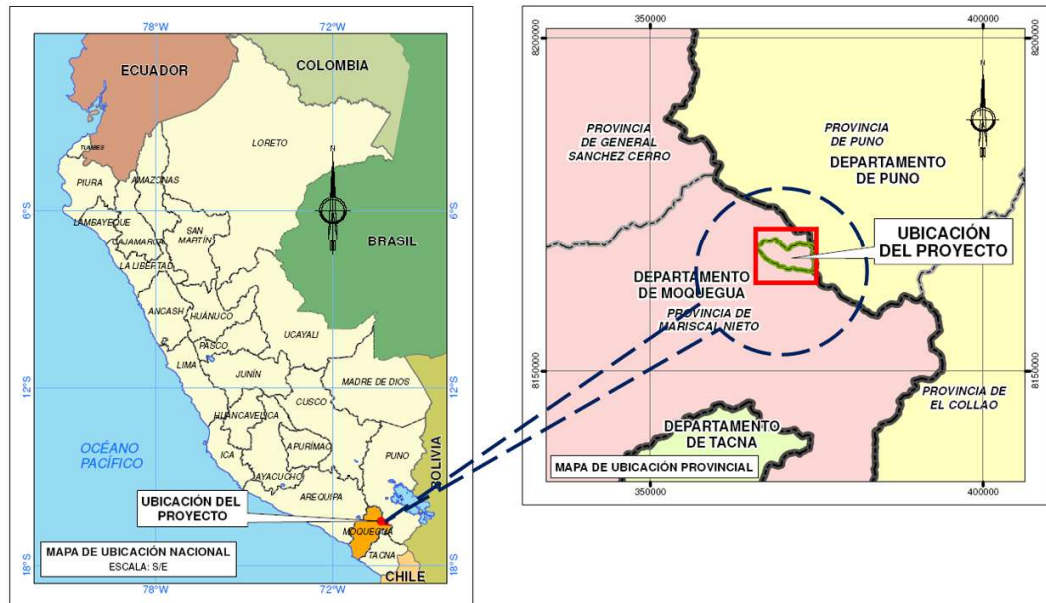 78°W
72°W
ECUADOR
COLOMBIA
TUMBES
LORETO
PIURA
AMAZONAS
N
6°S
6°S
LAMBAYEQUE
SAN
MARTÍN
CAJAMARCA
BRASIL
LA LIBERTAD
ANCASH
HUÁNUCO
UCAYALI
PASCO
LIMA
JUNÍN
MADRE DE DIOS
12°S
12°S
CUSCO
HUANCAVELICA
OCÉANO
PACÍFICO
ICA
APURÍMAC
PUNO
BOLIVIA
AYACUCHO
AREQUIPA
UBICACIÓN DEL
PROYECTO
MOQUEGUA
MAPA DE UBICACIÓN NACIONAL
ESCALA: S/E
TACNA
18°S
18°S
CHILE
78°W
72°W
350000
400000
8200000
8200000
N
PROVINCIA
DE GENERAL
SANCHEZ CERRO
PROVINCIA
DE PUNO
DEPARTAMENTO
DE PUNO
UBICACIÓN
DEL PROYECTO
DEPARTAMENTO
DE MOQUEGUA
PROVINCIA DE
MARISCAL NIETO
8150000
8150000
PROVINCIA DE
EL COLLAO
DEPARTAMENTO
DE TACNA
MAPA DE UBICACIÓN PROVINCIAL
350000
400000